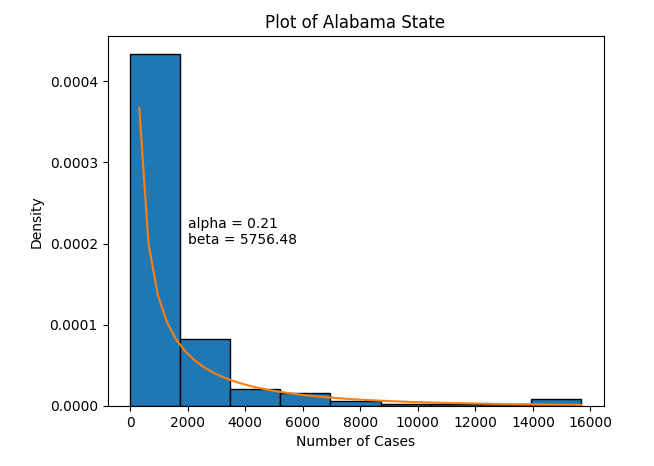 Plot of Alabama State
Density
0.0004
0.0003
0.0002
0.0001
0.0000
alpha = 0.21
beta = 5756.48
0 2000 4000 6000 8000 10000 12000 14000 16000
Number of Cases